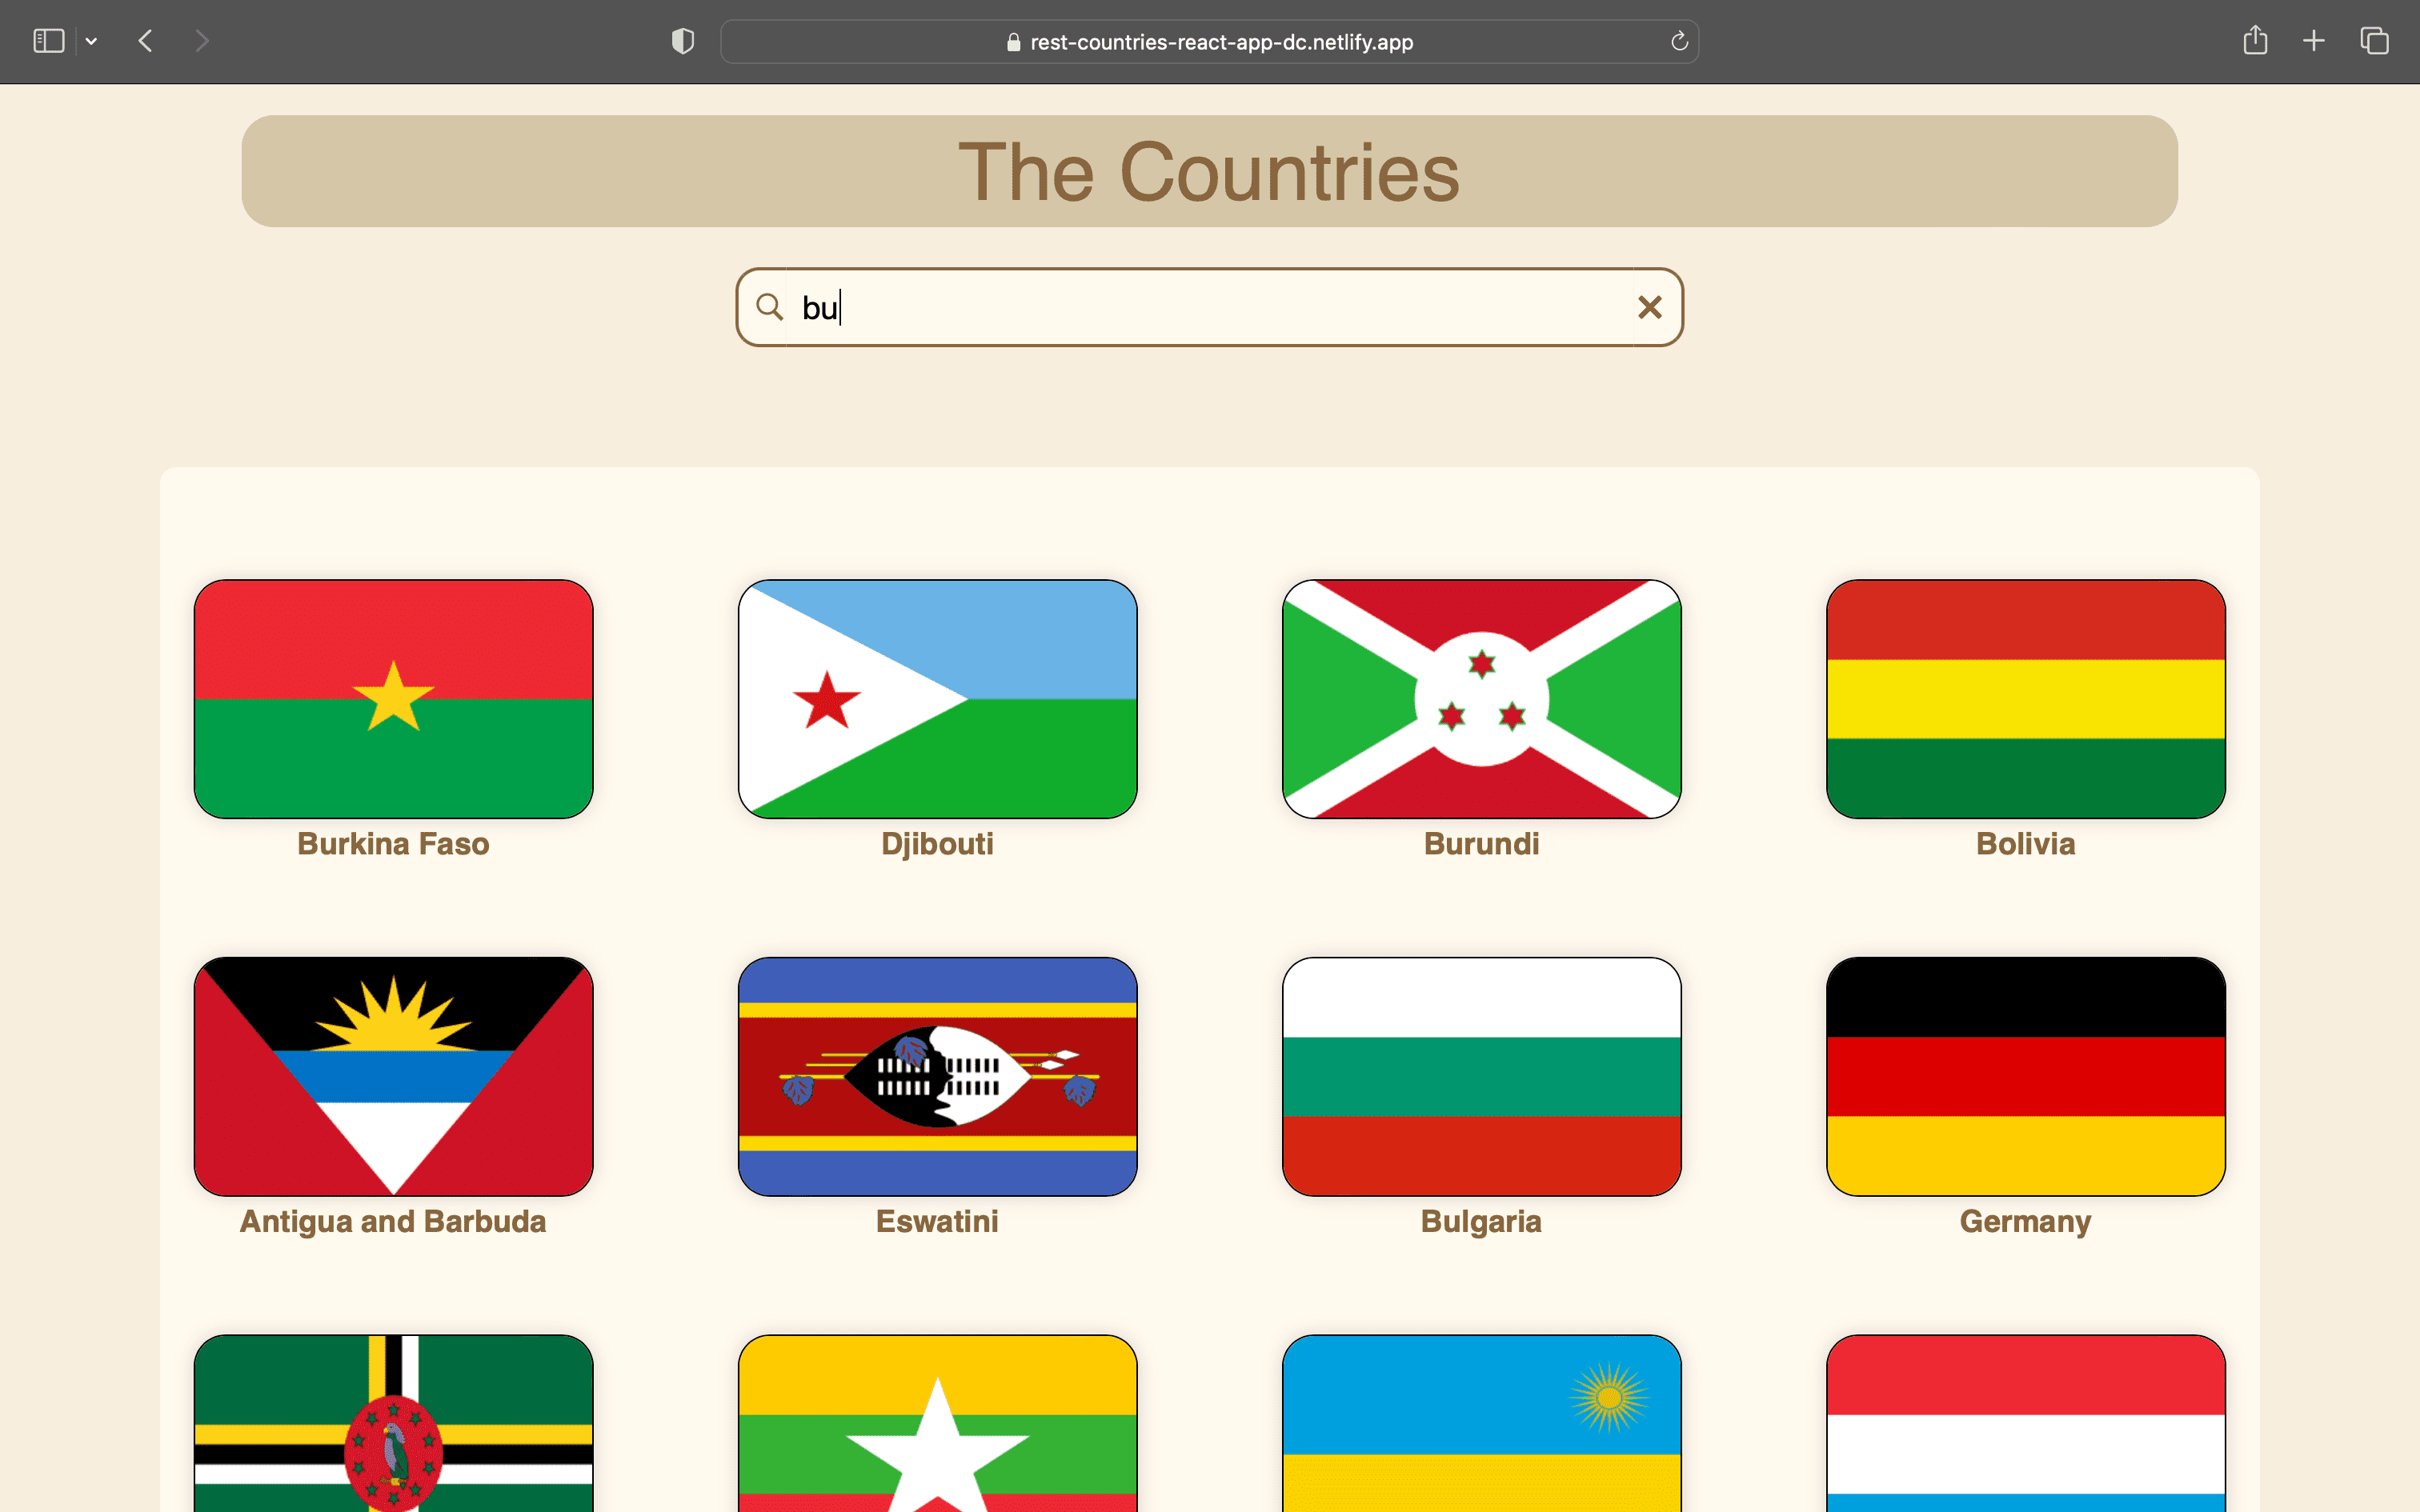 rest-countries-react-app-dc.netlify.app
The Countries
bu
Burkina Faso
Djibouti
Burundi
Bolivia
Antigua and Barbuda
Eswatini
Bulgaria
Germany